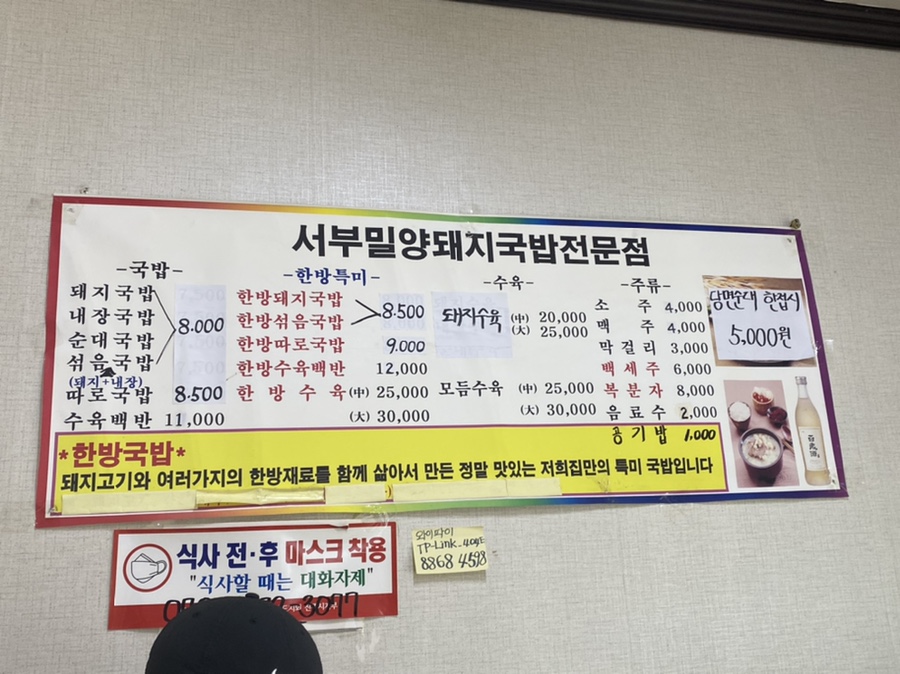 서부밀양돼지국밥전문점
-국밥-
돼지국밥
내장국밥
순대국밥
섞음국밥
8.000
(돼지+내장)
따로국밥 8.500
수육백반 11,000
-한방특미-
한방돼지국밥
한방섞음국밥
8.500
한방따로국밥 9.000
한방수육백반 12,000
한방수육 (中) 25,000
(大) 30,000
-수육-
돼지수육 (中) 20,000
(大) 25,000
모듬수육 (中) 25,000
(大) 30,000
-주류-
소주 4,000
맥주 4,000
막걸리 3,000
백세주 6,000
복분자 8,000
음료수 2,000
공기밥 1.000
당면순대 한접시
5.000원
*한방국밥*
돼지고기와 여러가지의 한방재료를 함께 삶아서 만든 정말 맛있는 저희집만의 특미 국밥입니다
식사 전·후 마스크 착용
"식사할 때는 대화자제"
3077
와이파이
TP-Link_
8868 4598